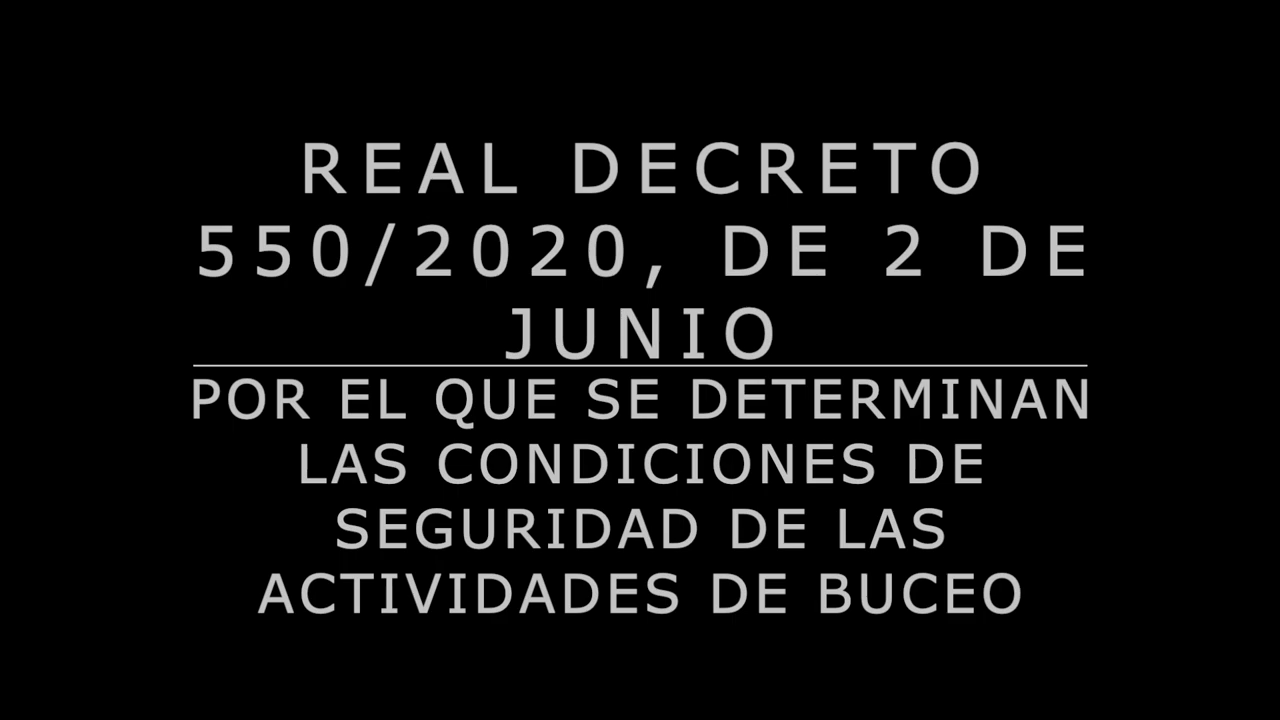 REAL DECRETO
550/2020, DE 2 DE
JUNIO
POR EL QUE SE DETERMINAN
LAS CONDICIONES DE
SEGURIDAD DE LAS
ACTIVIDADES DE BUCEO